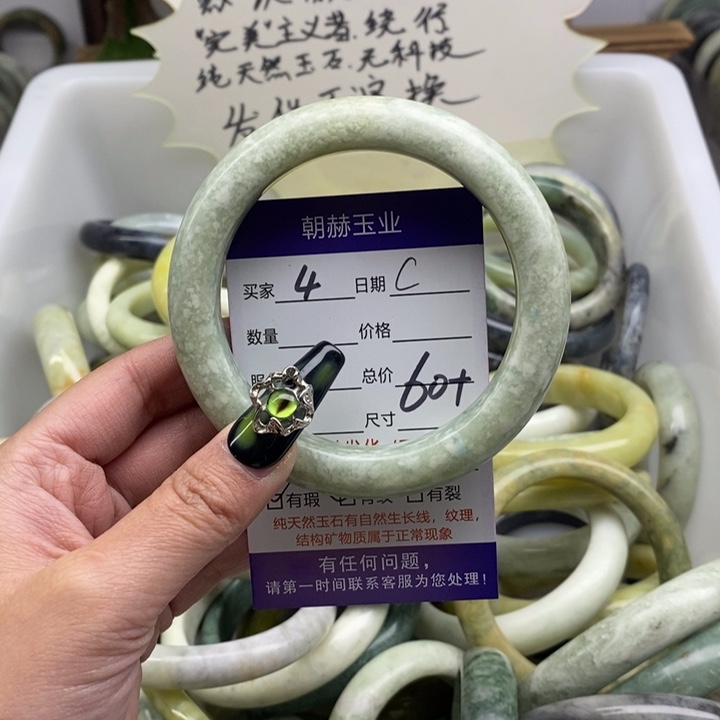 "完美"主义者.绕行
纯天然玉石.无科技
朝赫玉业
买家 4 日期 C
数量 价格
总价 60+
尺寸
有瑕 有纹 有裂
纯天然玉石有自然生长线，纹理，
结构矿物质属于正常现象
有任何问题，
请第一时间联系客服为您处理！